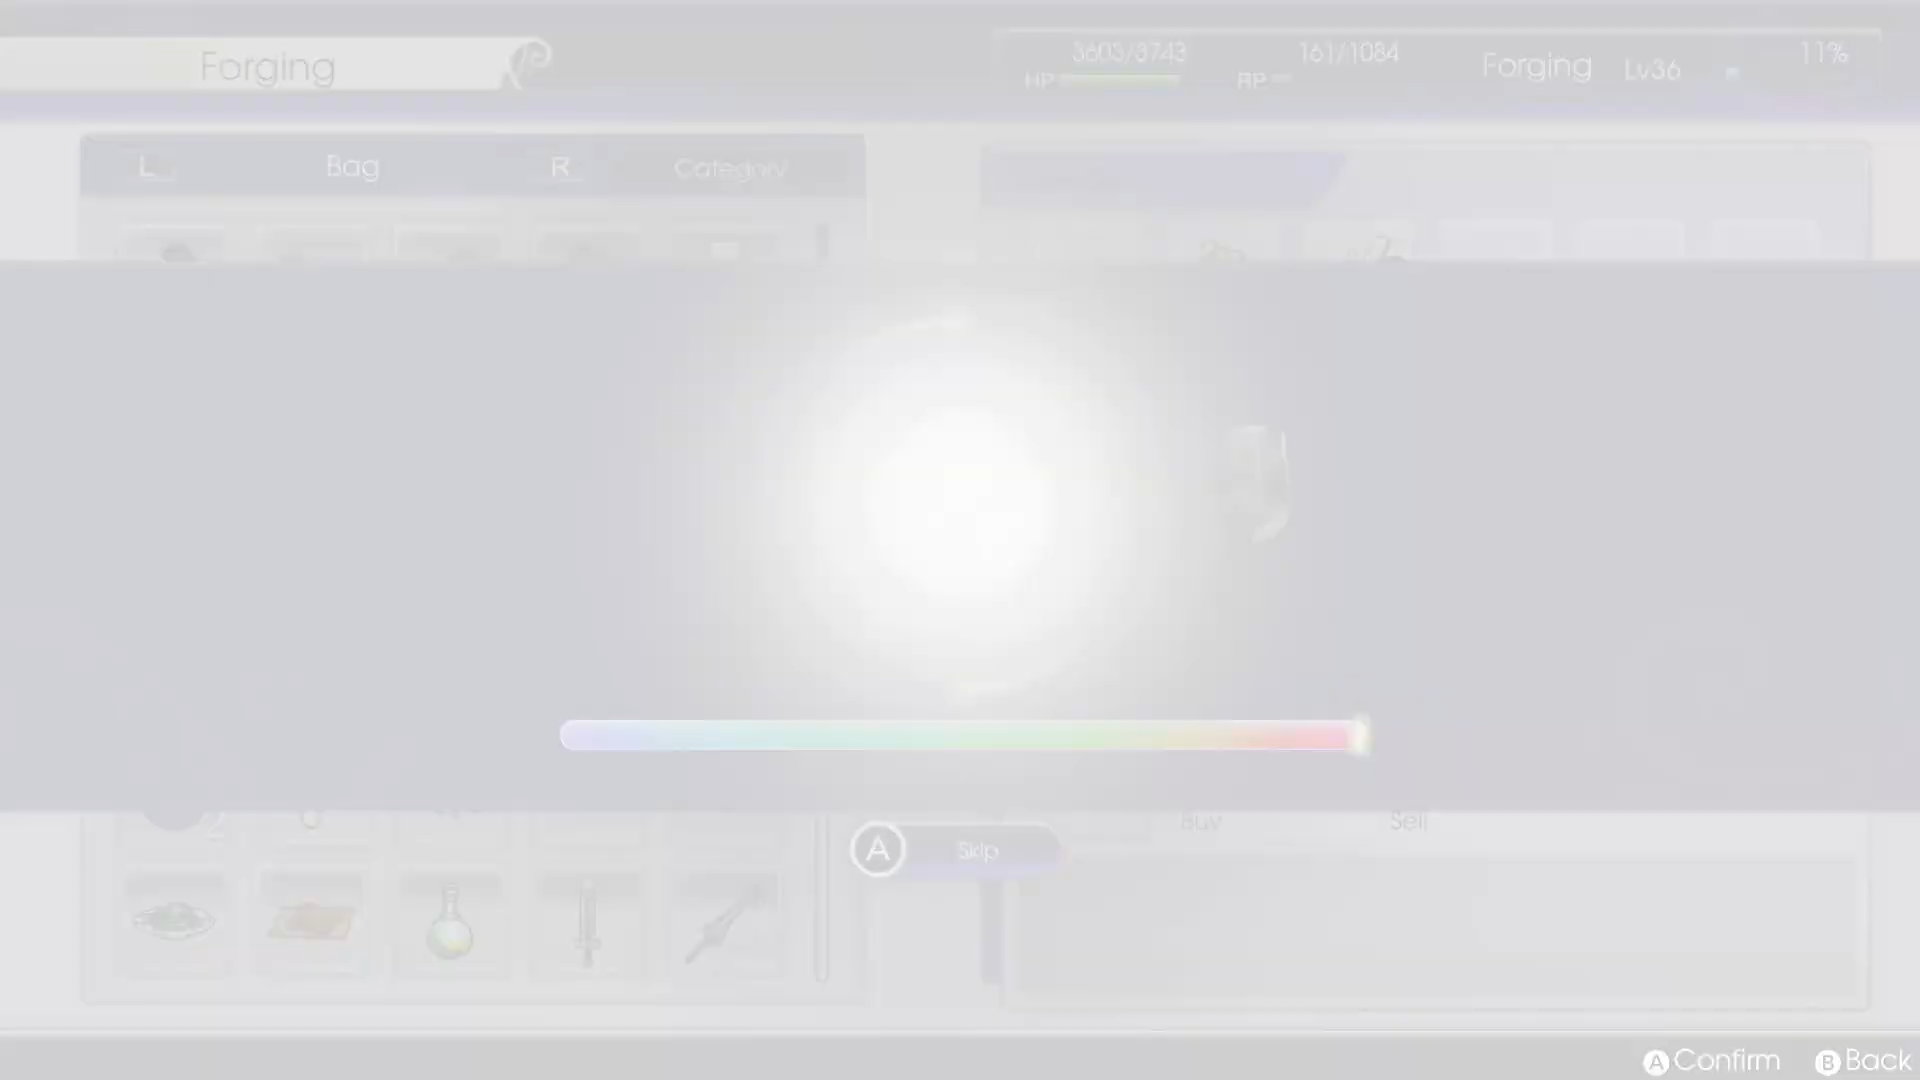 Forging
3603/3743
HP
161/1084
RP
Forging Lv36
11%
L Bag R Category
Buy
Sell
A Skip
A Confirm B Back